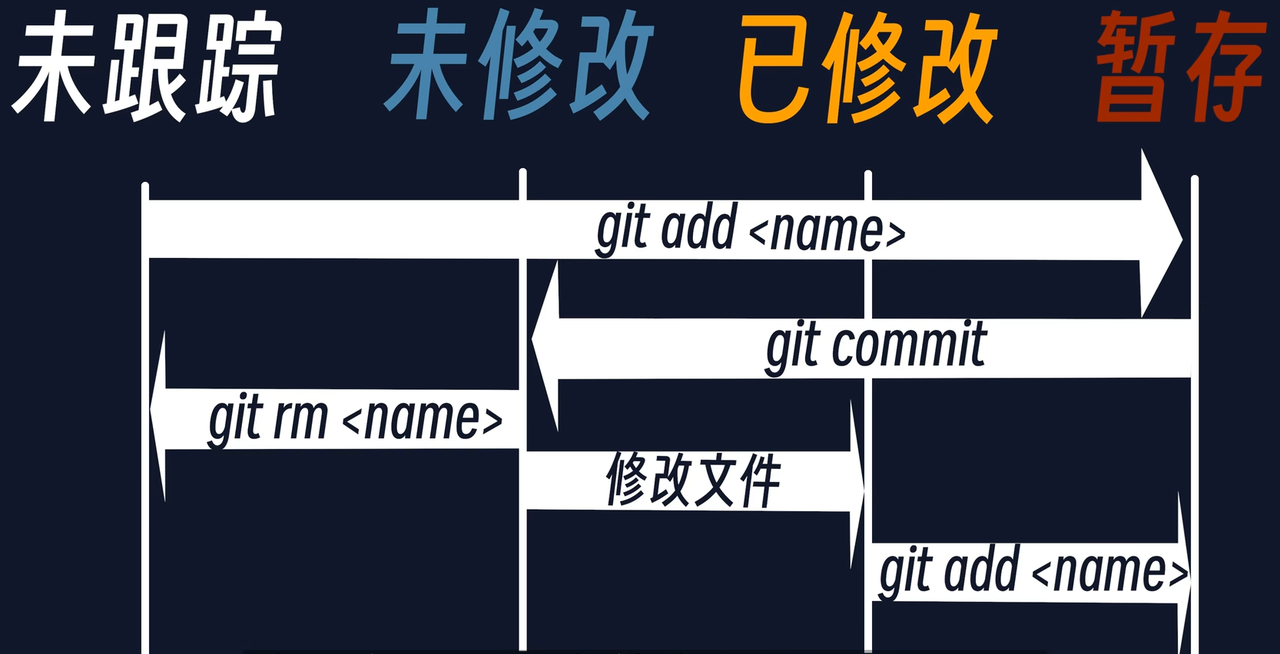 未跟踪 未修改 已修改 暂存
git add <name>
git commit
git rm <name>
修改文件
git add <name>